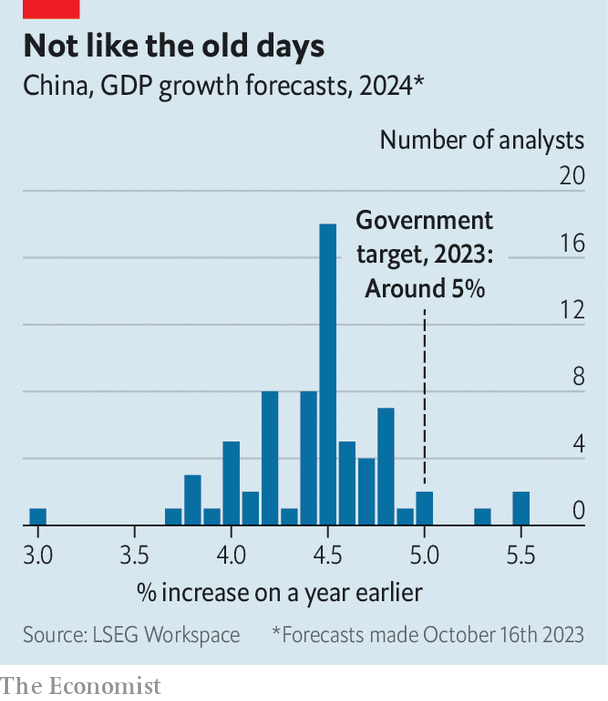 Not like the old days
China, GDP growth forecasts, 2024*
Number of analysts
20
Government
target, 2023:
Around 5%
16
12
8
4
0
3.0 3.5 4.0 4.5 5.0 5.5
% increase on a year earlier
Source: LSEG Workspace *Forecasts made October 16th 2023
The Economist